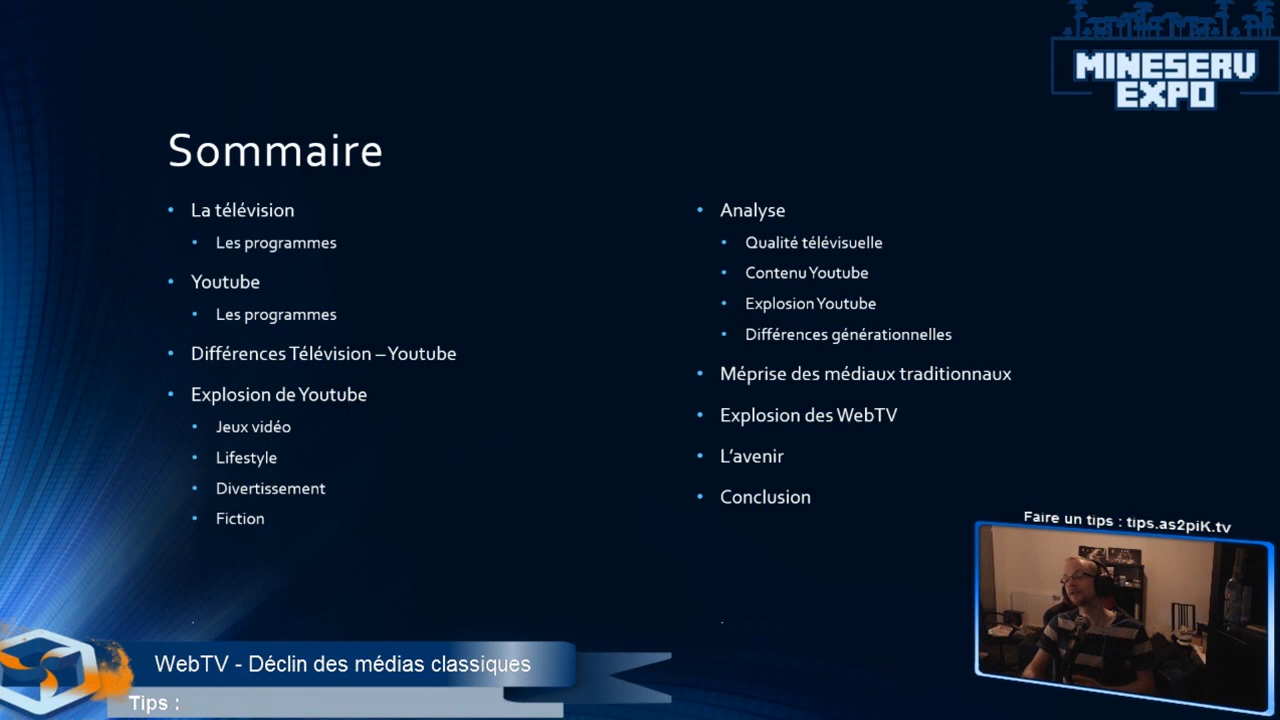 MINESERV
EXPO
Sommaire
La télévision
Les programmes
Youtube
Les programmes
Différences Télévision – Youtube
Explosion de Youtube
Jeux vidéo
Lifestyle
Divertissement
Fiction
Analyse
Qualité télévisuelle
Contenu Youtube
Explosion Youtube
Différences générationnelles
Méprise des médiaux traditionnaux
Explosion des WebTV
L'avenir
Conclusion
Faire un tips : tips.as2piK.tv
WebTV - Déclin des médias classiques
Tips :